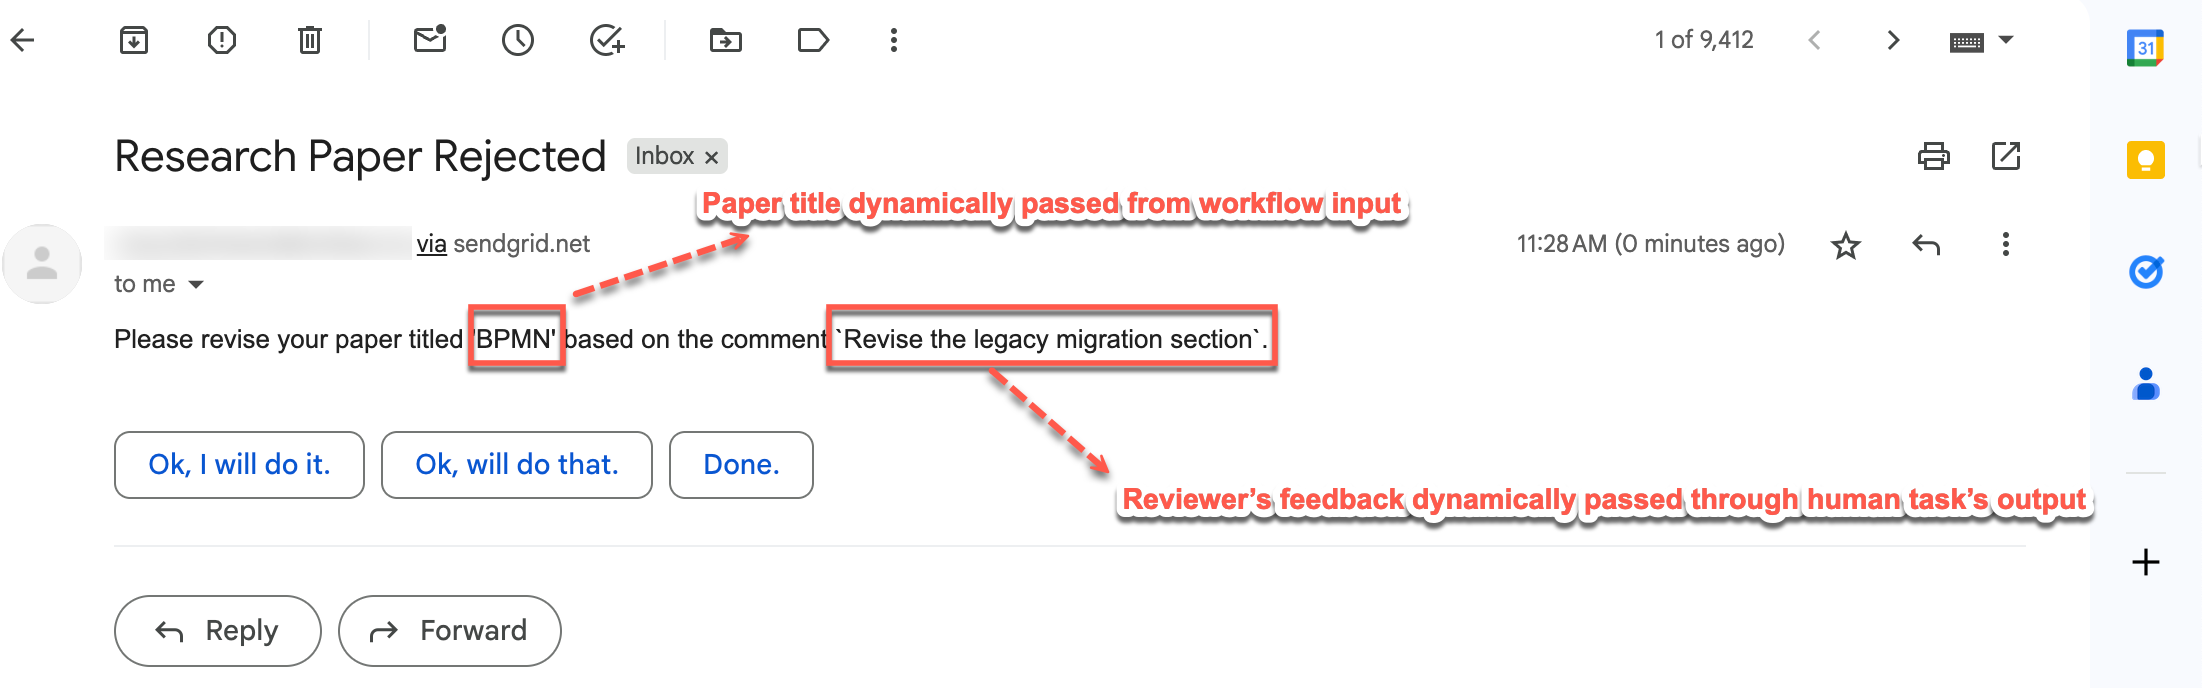 1 of 9,412
31
Research Paper Rejected
Inbox ×
Paper title dynamically passed from workflow input
via sendgrid.net
11:28 AM (0 minutes ago)
to me
Please revise your paper titled 'BPMN' based on the comment `Revise the legacy migration section`.
Ok, I will do it.
Ok, will do that.
Done.
Reviewer’s feedback dynamically passed through human task’s output
Reply
Forward